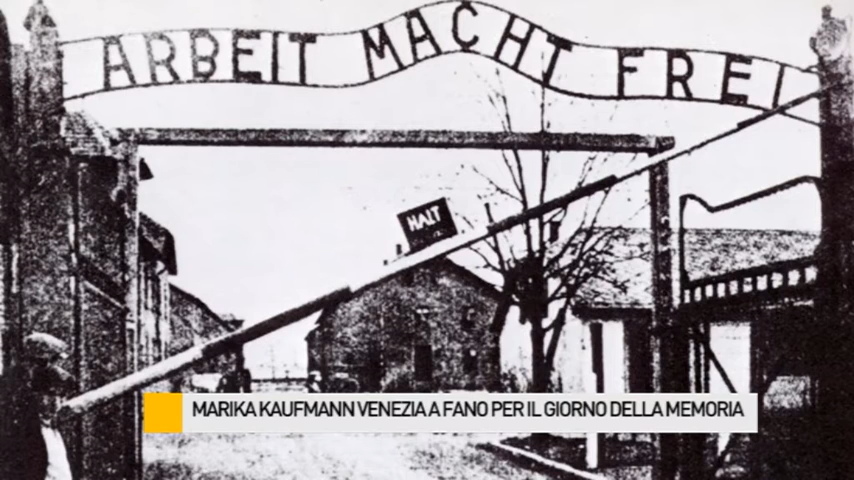 ARBEIT MACHT FREI
HALT
MARIKA KAUFMANN VENEZIA A FANO PER IL GIORNO DELLA MEMORIA